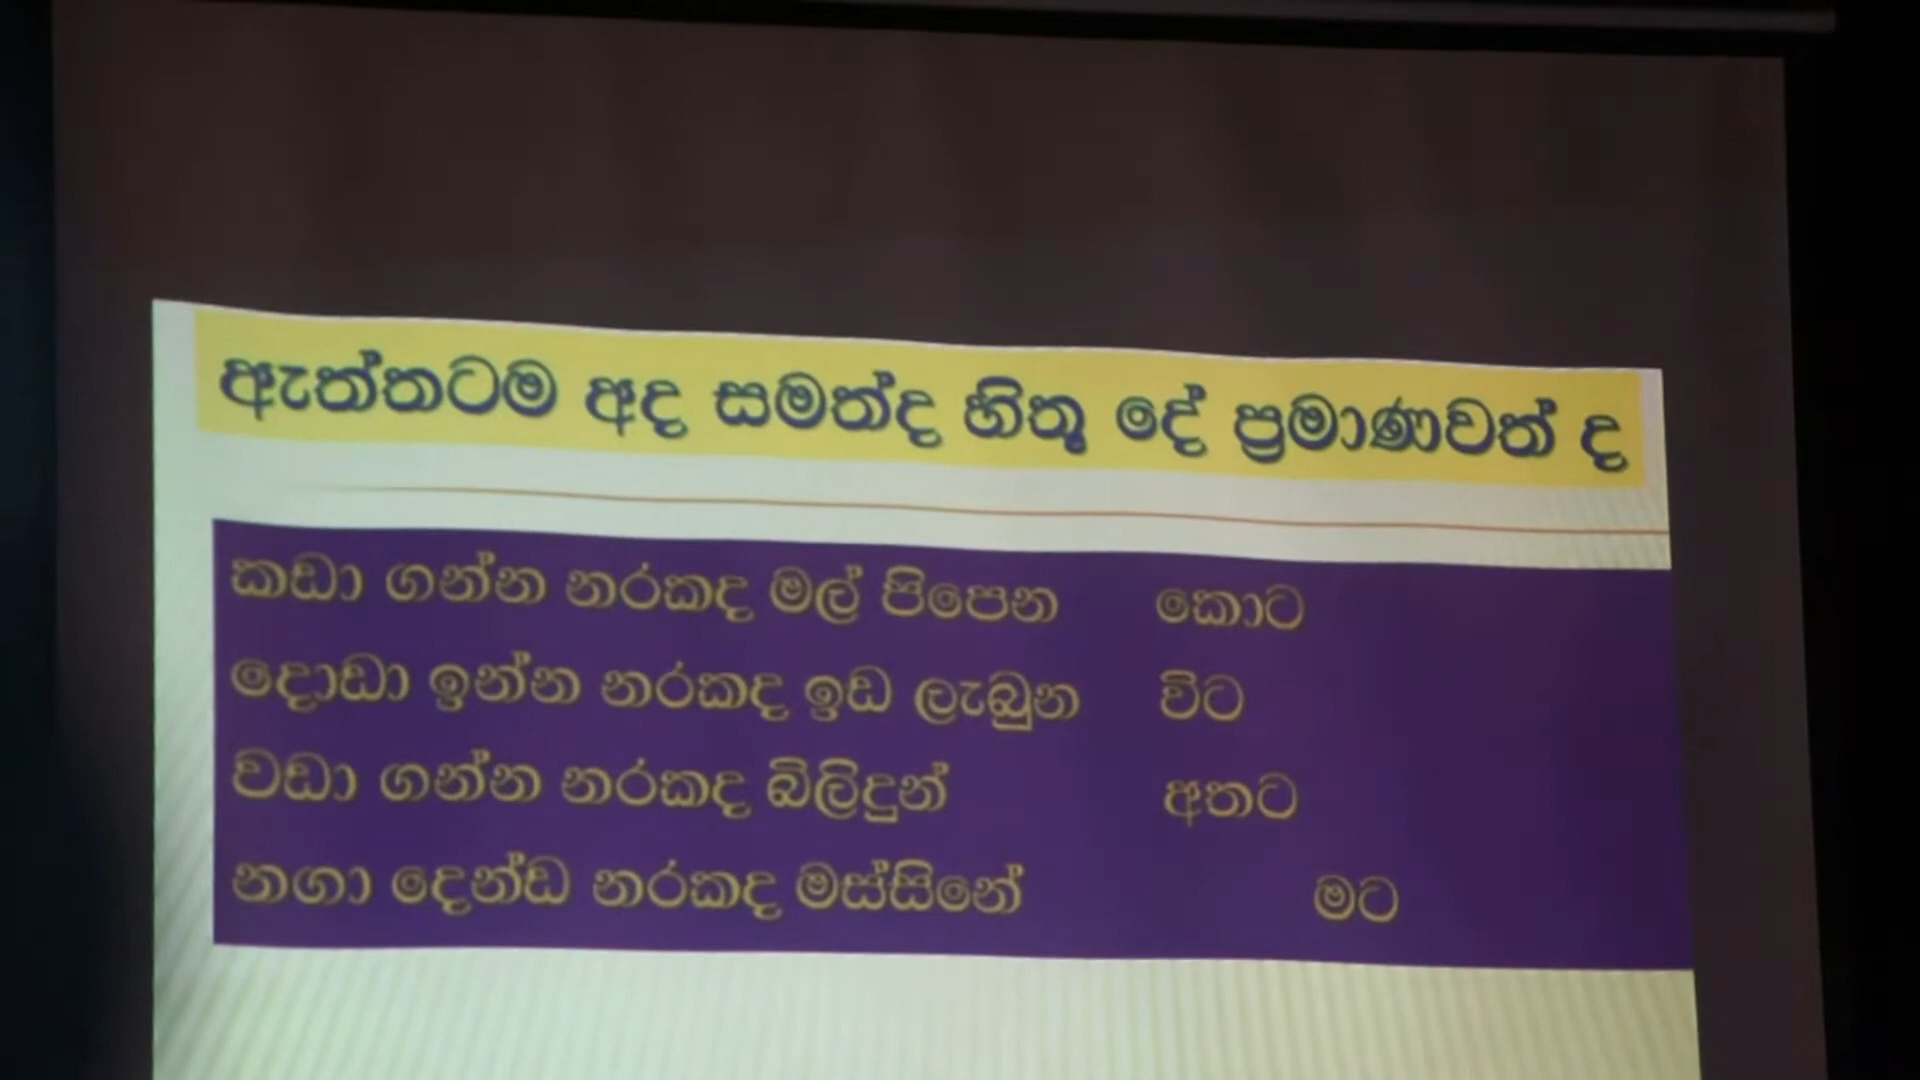 ඇත්තටම අද සමත්ද හිතූ දේ ප්‍රමාණවත් ද
කඩා ගන්න නරකද මල් පිපෙන කොට
දොඩා ඉන්න නරකද ඉඩ ලැබුන විට
වඩා ගන්න නරකද බිලිදුන් අතට
නගා දෙන්ඩ නරකද මස්සිනේ මට